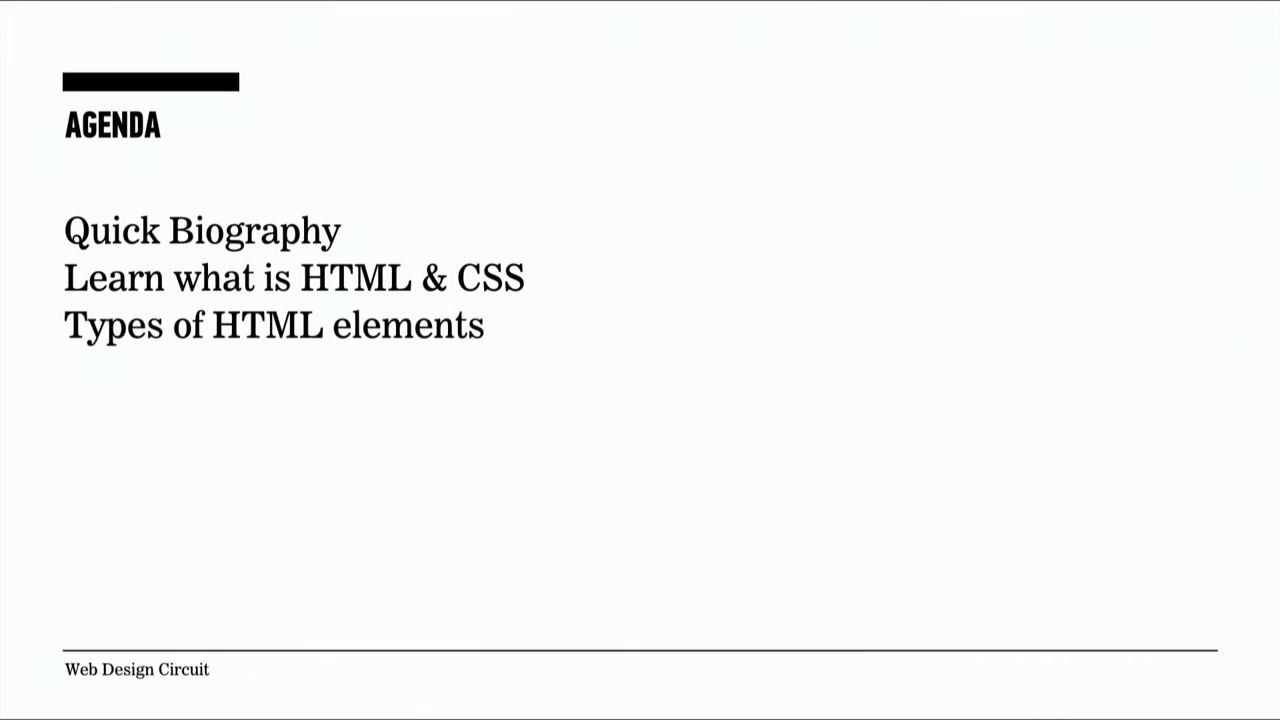 AGENDA
Quick Biography
Learn what is HTML & CSS
Types of HTML elements
Web Design Circuit